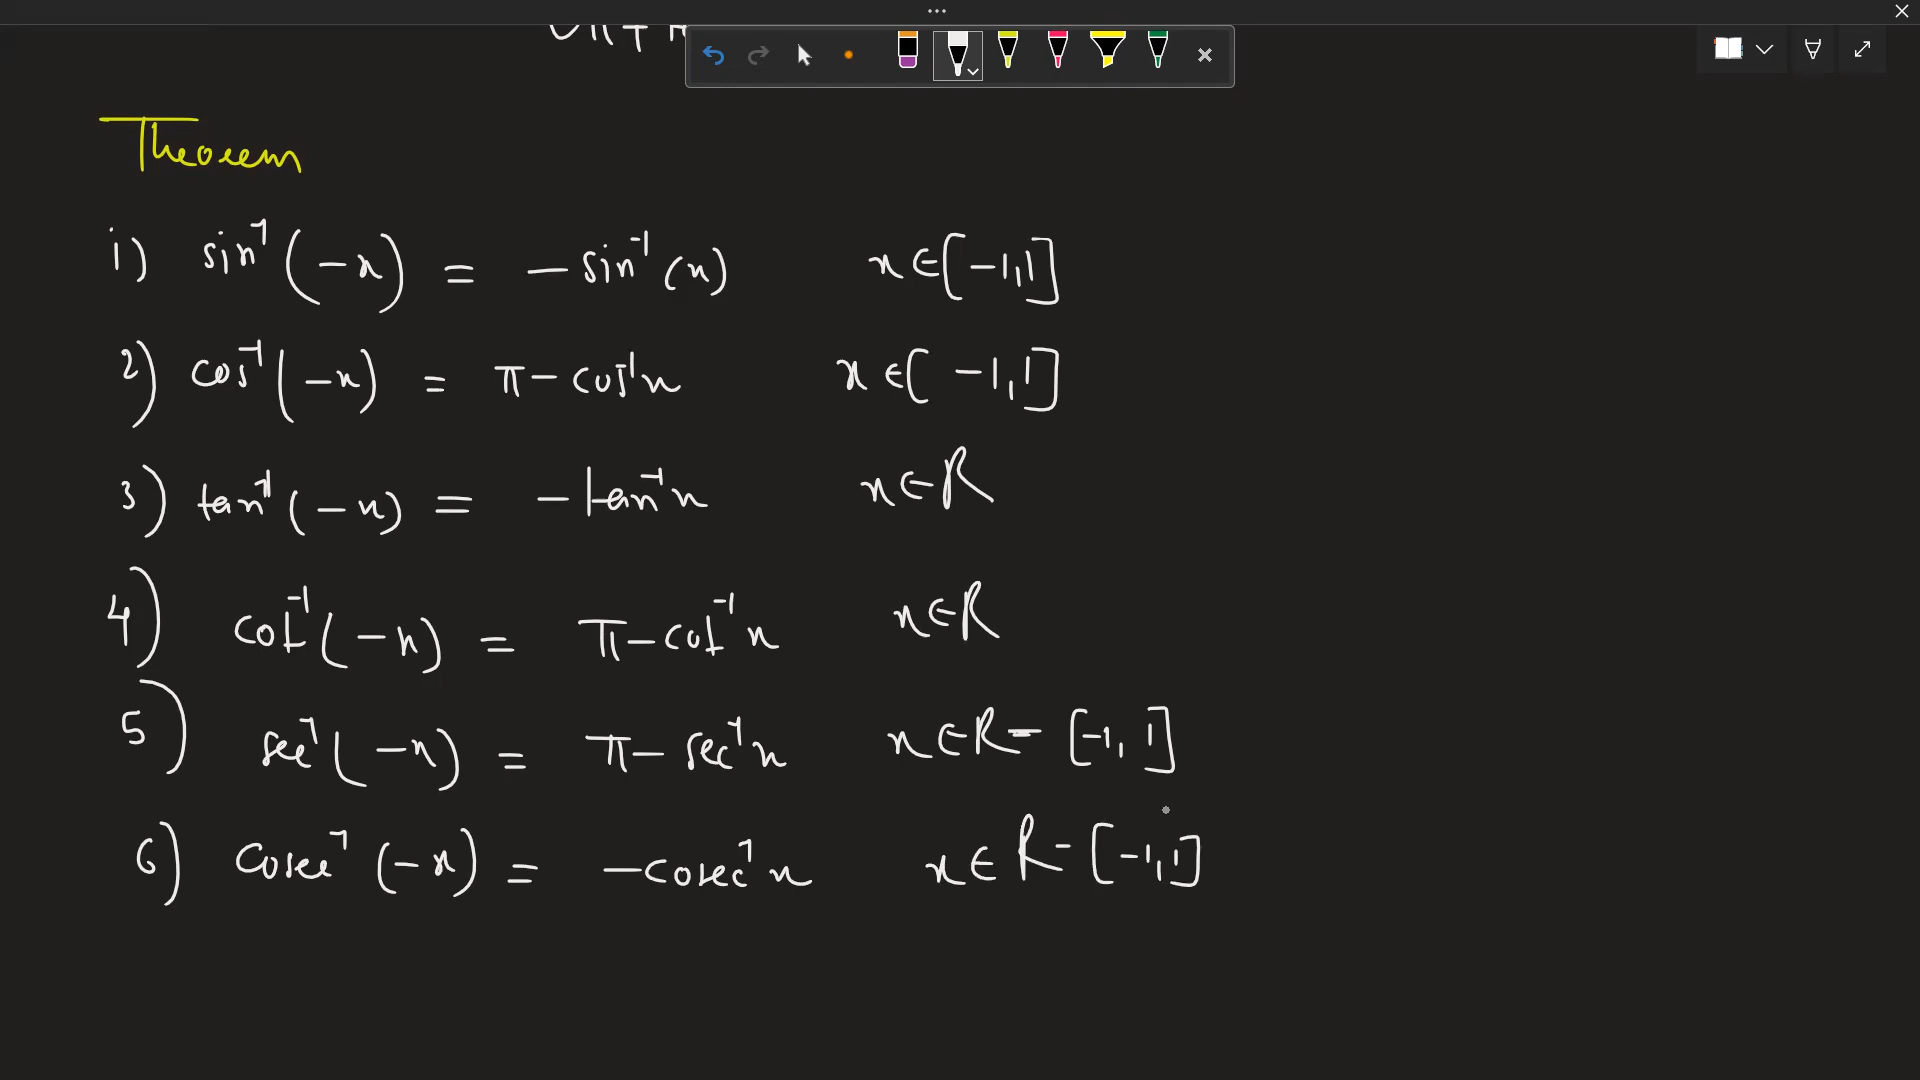 Theorem
1) sin⁻¹(-x) = -sin⁻¹(x) x∈[-1,1]
2) cos⁻¹(-x) = π-cos⁻¹x x∈[-1,1]
3) tan⁻¹(-x) = -tan⁻¹x x∈R
4) cot⁻¹(-x) = π-cot⁻¹x x∈R
5) sec⁻¹(-x) = π-sec⁻¹x x∈R-[-1,1]
6) cosec⁻¹(-x) = -cosec⁻¹x x∈R-[-1,1]